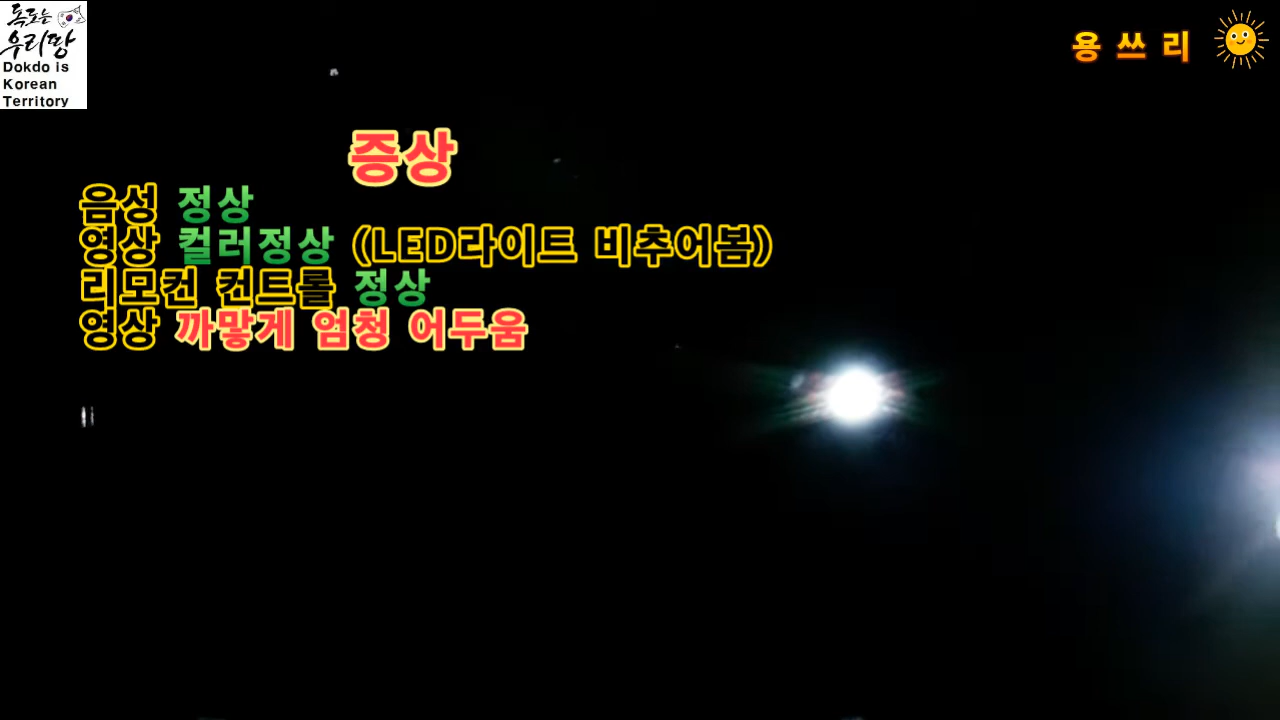 독도는
우리땅
Dokdo is
Korean
Territory
용쓰리
증상
음성 정상
영상 컬러정상 (LED라이트 비추어봄)
리모컨 컨트롤 정상
영상 까맣게 엄청 어두움